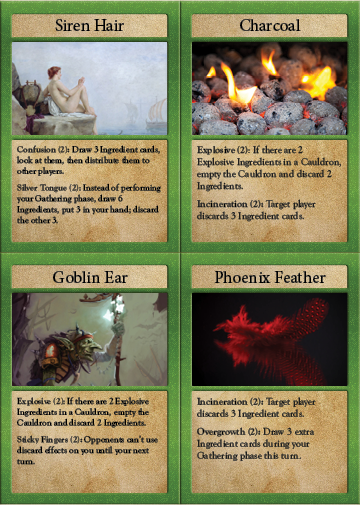 Siren Hair
Confusion (2): Draw 3 Ingredient cards,
look at them, then distribute them to
other players.
Silver Tongue (2): Instead of performing
your Gathering phase, draw 6
Ingredients, put 3 in your hand; discard
the other 3.
Charcoal
Explosive (2): If there are 2
Explosive Ingredients in a Cauldron,
empty the Cauldron and discard 2
Ingredients.
Incineration (2): Target player
discards 3 Ingredient cards.
Goblin Ear
Explosive (2): If there are 2 Explosive
Ingredients in a Cauldron, empty the
Cauldron and discard 2 Ingredients.
Sticky Fingers (2): Opponents can't use
discard effects on you until your next
turn.
Phoenix Feather
Incineration (2): Target player
discards 3 Ingredient cards.
Overgrowth (2): Draw 3 extra
Ingredient cards during your
Gathering phase this turn.